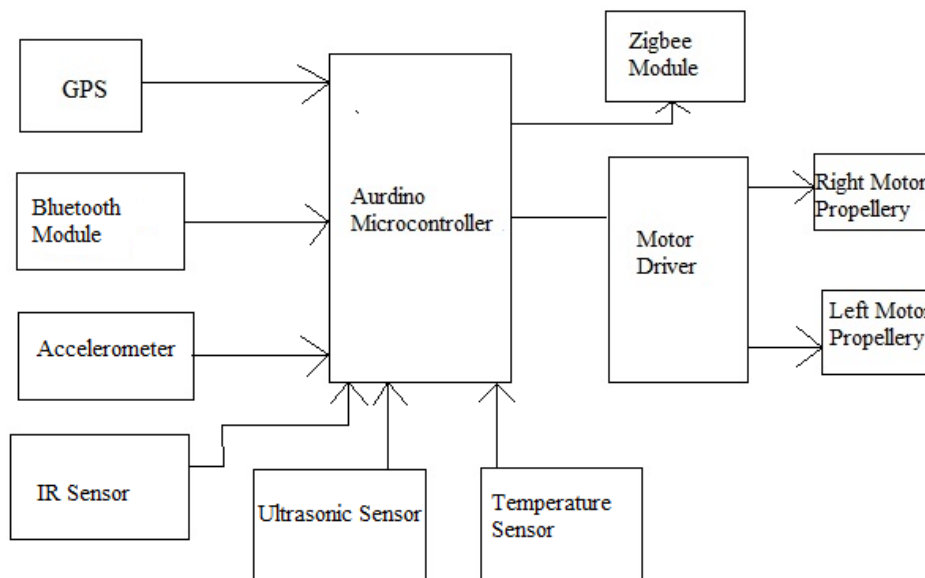 GPS
Bluetooth
Module
Accelerometer
IR Sensor
Ultrasonic Sensor
Temperature
Sensor
Aurdino
Microcontroller
Zigbee
Module
Motor
Driver
Right Motor
Propellery
Left Motor
Propellery